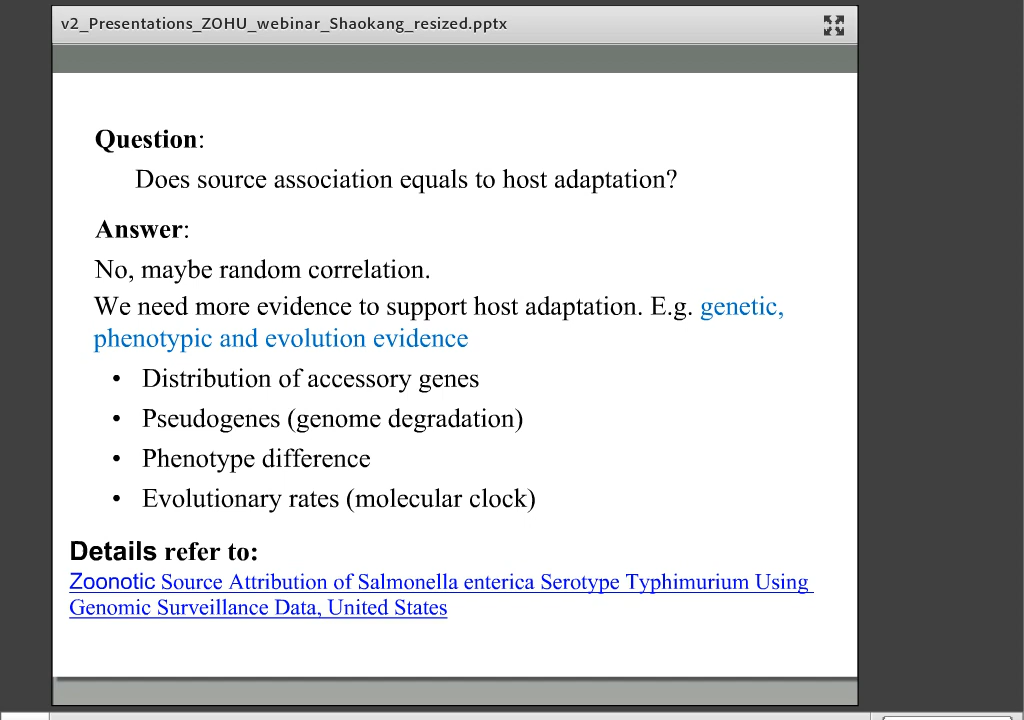 v2_Presentations_ZOHU_webinar_Shaokang_resized.pptx
Question:
Does source association equals to host adaptation?
Answer:
No, maybe random correlation.
We need more evidence to support host adaptation. E.g. genetic,
phenotypic and evolution evidence
• Distribution of accessory genes
• Pseudogenes (genome degradation)
• Phenotype difference
• Evolutionary rates (molecular clock)
Details refer to:
Zoonotic Source Attribution of Salmonella enterica Serotype Typhimurium Using
Genomic Surveillance Data, United States